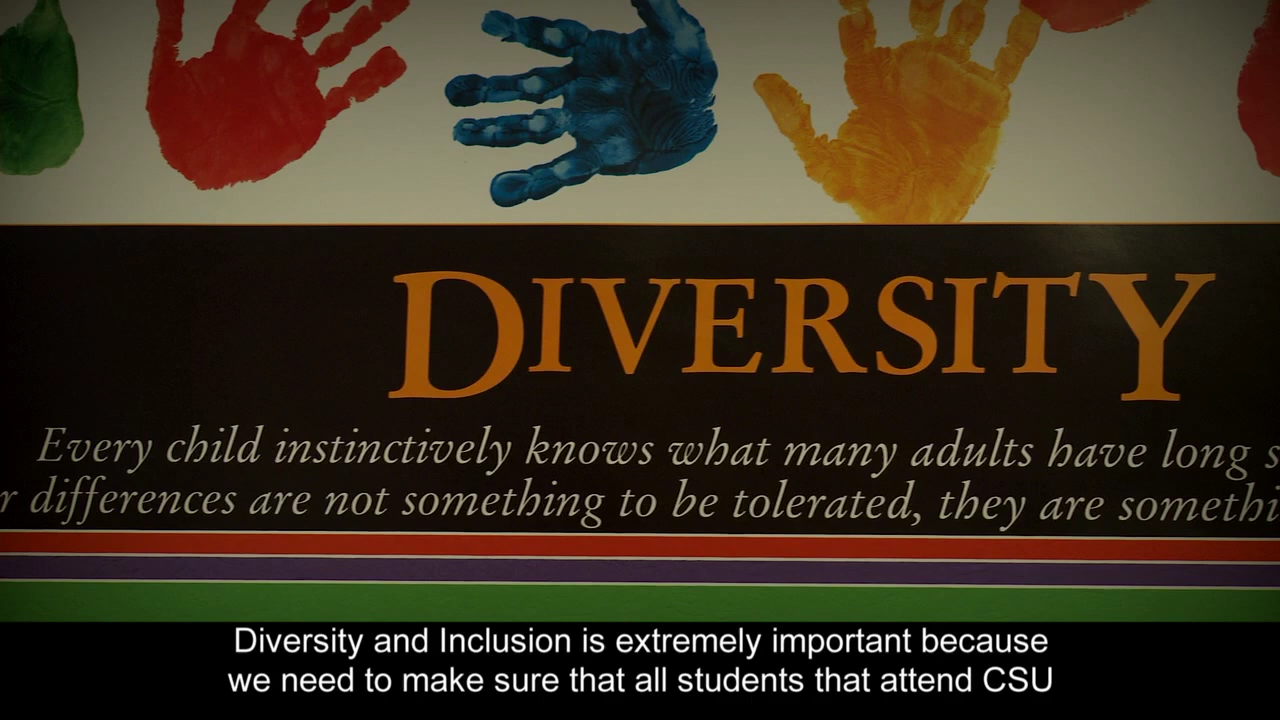 DIVERSITY
Every child instinctively knows what many adults have long
differences are not something to be tolerated, they are
Diversity and Inclusion is extremely important because
we need to make sure that all students that attend CSU